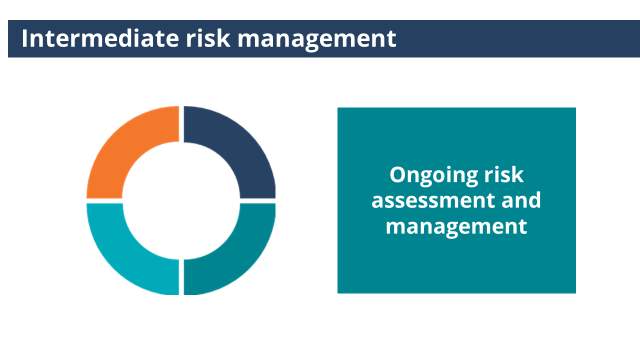 Intermediate risk management
Ongoing risk
assessment and
management